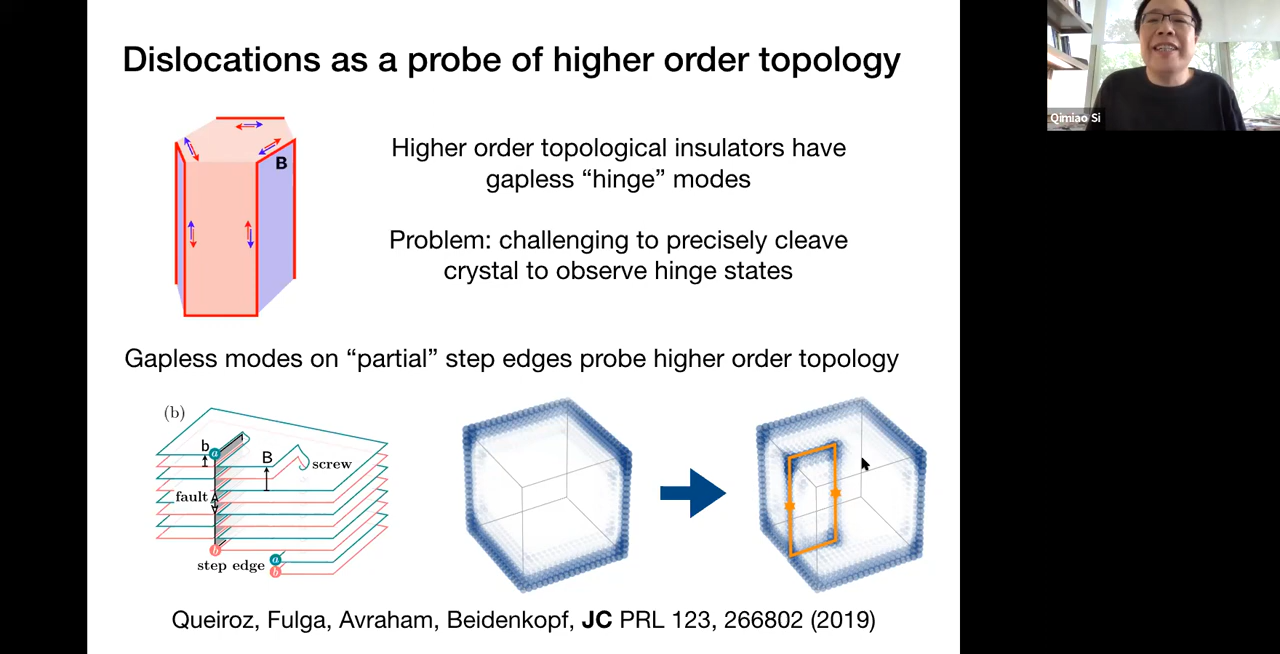 Dislocations as a probe of higher order topology
Qimiao Si
B
Higher order topological insulators have
gapless “hinge” modes
Problem: challenging to precisely cleave
crystal to observe hinge states
Gapless modes on “partial” step edges probe higher order topology
(b)
b
a
B
screw
fault
b
step edge
a
b
Queiroz, Fulga, Avraham, Beidenkopf, JC PRL 123, 266802 (2019)